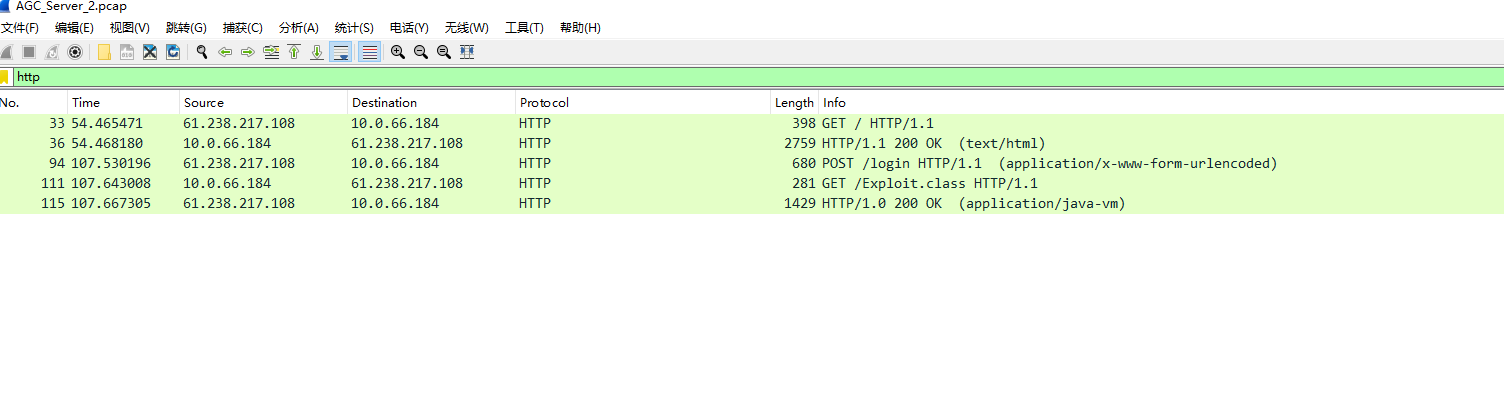 AGC_Server_2.pcap
文件(F) 编辑(E) 视图(V) 跳转(G) 捕获(C) 分析(A) 统计(S) 电话(Y) 无线(W) 工具(T) 帮助(H)
http
No. Time Source Destination Protocol Length Info
33 54.465471 61.238.217.108 10.0.66.184 HTTP 398 GET / HTTP/1.1
36 54.468180 10.0.66.184 61.238.217.108 HTTP 2759 HTTP/1.1 200 OK (text/html)
94 107.530196 61.238.217.108 10.0.66.184 HTTP 680 POST /login HTTP/1.1 (application/x-www-form-urlencoded)
111 107.643008 10.0.66.184 61.238.217.108 HTTP 281 GET /Exploit.class HTTP/1.1
115 107.667305 61.238.217.108 10.0.66.184 HTTP 1429 HTTP/1.0 200 OK (application/java-vm)